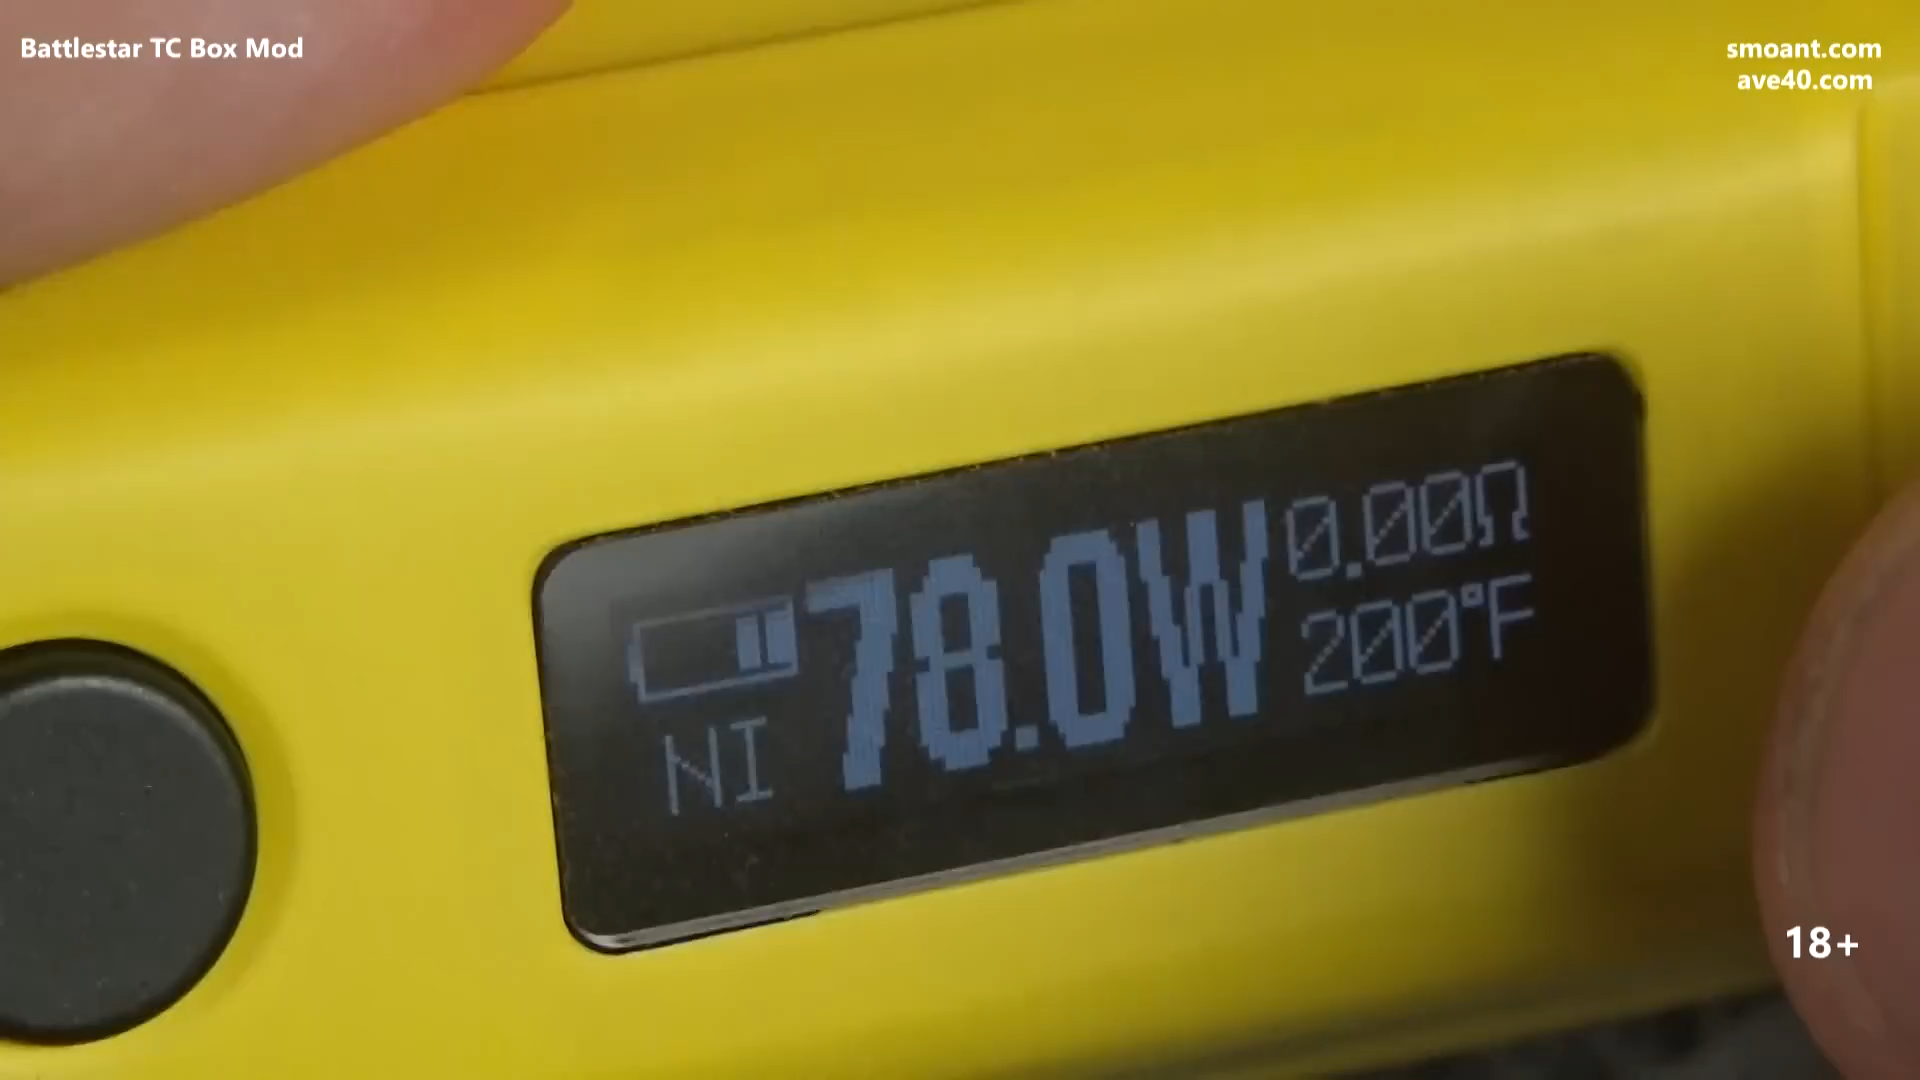 Battlestar TC Box Mod
smoant.com
ave40.com
78.0W
0.00Ω
200°F
NI
18+